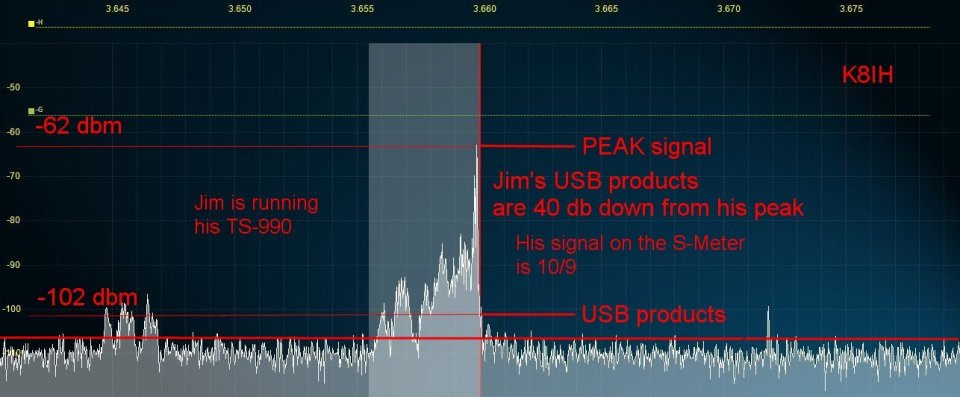 3.645 3.650 3.655 3.660 3.665 3.670 3.675
-H
K8IH
-50
-G
-60
-62 dbm
PEAK signal
-70
Jim's USB products
are 40 db down from his peak
Jim is running
his TS-990
-80
His signal on the S-Meter
is 10/9
-90
-102 dbm
-100
USB products
-110